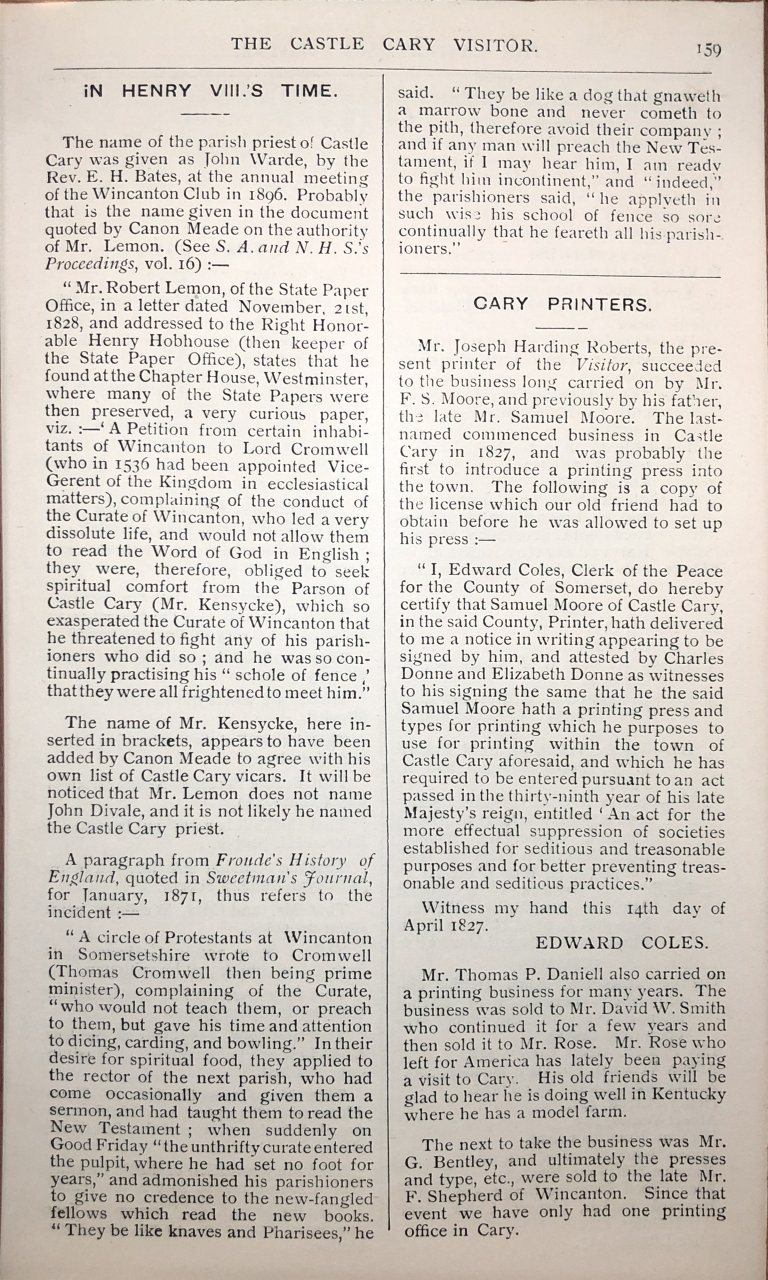 THE CASTLE CARY VISITOR.
159
IN HENRY VIII.'S TIME.
The name of the parish priest of Castle
Cary was given as John Warde, by the
Rev. E. H. Bates, at the annual meeting
of the Wincanton Club in 1896. Probably
that is the name given in the document
quoted by Canon Meade on the authority
of Mr. Lemon. (See S. A. and N. H. S.'s
Proceedings, vol. 16) :—
" Mr. Robert Lemon, of the State Paper
Office, in a letter dated November, 21st,
1828, and addressed to the Right Honor-
able Henry Hobhouse (then keeper of
the State Paper Office), states that he
found at the Chapter House, Westminster,
where many of the State Papers were
then preserved, a very curious paper,
viz. :—' A Petition from certain inhabi-
tants of Wincanton to Lord Cromwell
(who in 1536 had been appointed Vice-
Gerent of the Kingdom in ecclesiastical
matters), complaining of the conduct of
the Curate of Wincanton, who led a very
dissolute life, and would not allow them
to read the Word of God in English ;
they were, therefore, obliged to seek
spiritual comfort from the Parson of
Castle Cary (Mr. Kensycke), which so
exasperated the Curate of Wincanton that
he threatened to fight any of his parish-
ioners who did so ; and he was so con-
tinually practising his " schole of fence ,'
that they were all frightened to meet him."
The name of Mr. Kensycke, here in-
serted in brackets, appears to have been
added by Canon Meade to agree with his
own list of Castle Cary vicars. It will be
noticed that Mr. Lemon does not name
John Divale, and it is not likely he named
the Castle Cary priest.
A paragraph from Froude's History of
England, quoted in Sweetman's Journal,
for January, 1871, thus refers to the
incident :—
" A circle of Protestants at Wincanton
in Somersetshire wrote to Cromwell
(Thomas Cromwell then being prime
minister), complaining of the Curate,
"who would not teach them, or preach
to them, but gave his time and attention
to dicing, carding, and bowling." In their
desire for spiritual food, they applied to
the rector of the next parish, who had
come occasionally and given them a
sermon, and had taught them to read the
New Testament ; when suddenly on
Good Friday "the unthrifty curate entered
the pulpit, where he had set no foot for
years," and admonished his parishioners
to give no credence to the new-fangled
fellows which read the new books.
" They be like knaves and Pharisees," he
said. " They be like a dog that gnaweth
a marrow bone and never cometh to
the pith, therefore avoid their company ;
and if any man will preach the New Tes-
tament, if I may hear him, I am ready
to fight him incontinent," and " indeed,"
the parishioners said, " he applyeth in
such wise his school of fence so sore
continually that he feareth all his parish-
ioners."
CARY PRINTERS.
Mr. Joseph Harding Roberts, the pre-
sent printer of the Visitor, succeeded
to the business long carried on by Mr.
F. S. Moore, and previously by his father,
the late Mr. Samuel Moore. The last-
named commenced business in Castle
Cary in 1827, and was probably the
first to introduce a printing press into
the town. The following is a copy of
the license which our old friend had to
obtain before he was allowed to set up
his press :—
" I, Edward Coles, Clerk of the Peace
for the County of Somerset, do hereby
certify that Samuel Moore of Castle Cary,
in the said County, Printer, hath delivered
to me a notice in writing appearing to be
signed by him, and attested by Charles
Donne and Elizabeth Donne as witnesses
to his signing the same that he the said
Samuel Moore hath a printing press and
types for printing which he purposes to
use for printing within the town of
Castle Cary aforesaid, and which he has
required to be entered pursuant to an act
passed in the thirty-ninth year of his late
Majesty's reign, entitled ' An act for the
more effectual suppression of societies
established for seditious and treasonable
purposes and for better preventing treas-
onable and seditious practices."
Witness my hand this 14th day of
April 1827.
EDWARD COLES.
Mr. Thomas P. Daniell also carried on
a printing business for many years. The
business was sold to Mr. David W. Smith
who continued it for a few years and
then sold it to Mr. Rose. Mr. Rose who
left for America has lately been paying
a visit to Cary. His old friends will be
glad to hear he is doing well in Kentucky
where he has a model farm.
The next to take the business was Mr.
G. Bentley, and ultimately the presses
and type, etc., were sold to the late Mr.
F. Shepherd of Wincanton. Since that
event we have only had one printing
office in Cary.